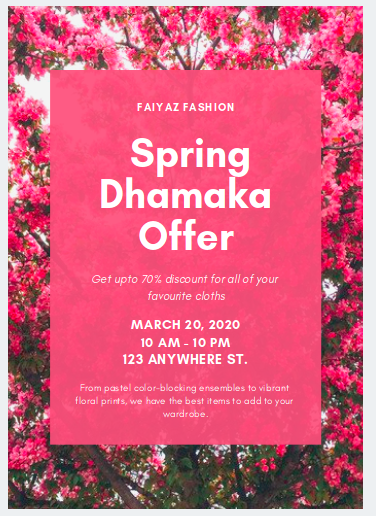 FAIYAZ FASHION
Spring
Dhamaka
Offer
Get upto 70% discount for all of your
favourite cloths
MARCH 20, 2020
10 AM - 10 PM
123 ANYWHERE ST.
From pastel color-blocking ensembles to vibrant
floral prints, we have the best items to add to your
wardrobe.